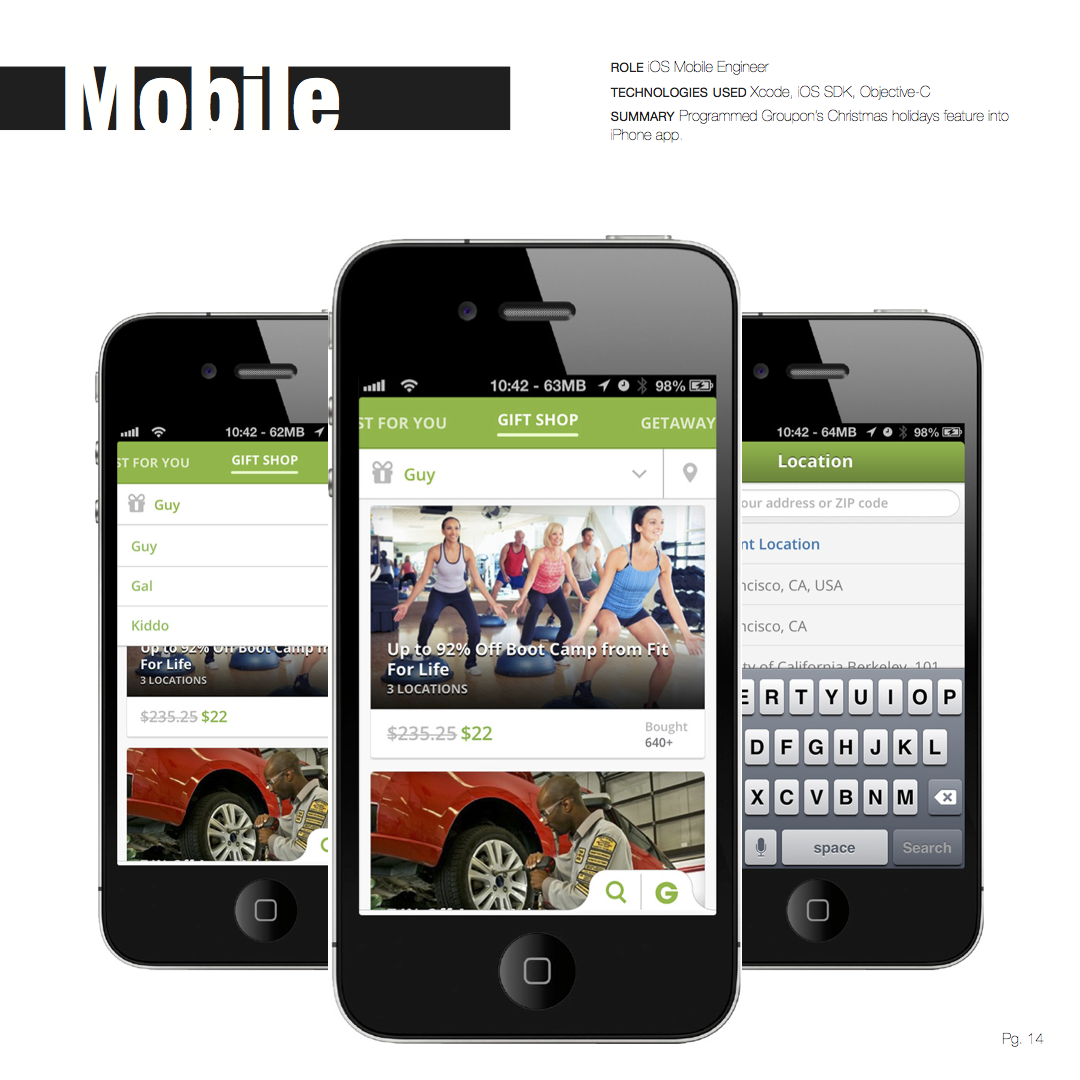 Mobile
ROLE iOS Mobile Engineer
TECHNOLOGIES USED Xcode, iOS SDK, Objective-C
SUMMARY Programmed Groupon's Christmas holidays feature into
iPhone app.
10:42 - 62MB
ST FOR YOU GIFT SHOP
Guy
Guy
Gal
Kiddo
Up to 92% Off Boot Camp
For Life
3 LOCATIONS
$235.25 $22
10:42 - 63MB 98%
ST FOR YOU GIFT SHOP GETAWAY
Guy
Up to 92% Off Boot Camp from Fit
For Life
3 LOCATIONS
$235.25 $22
Bought
640+
G
10:42 - 64MB 98%
Location
our address or ZIP code
nt Location
ncisco, CA, USA
ncisco, CA
ty of California Berkeley, 101
E R T Y U I O P
D F G H J K L
X C V B N M
space Search
Pg. 14